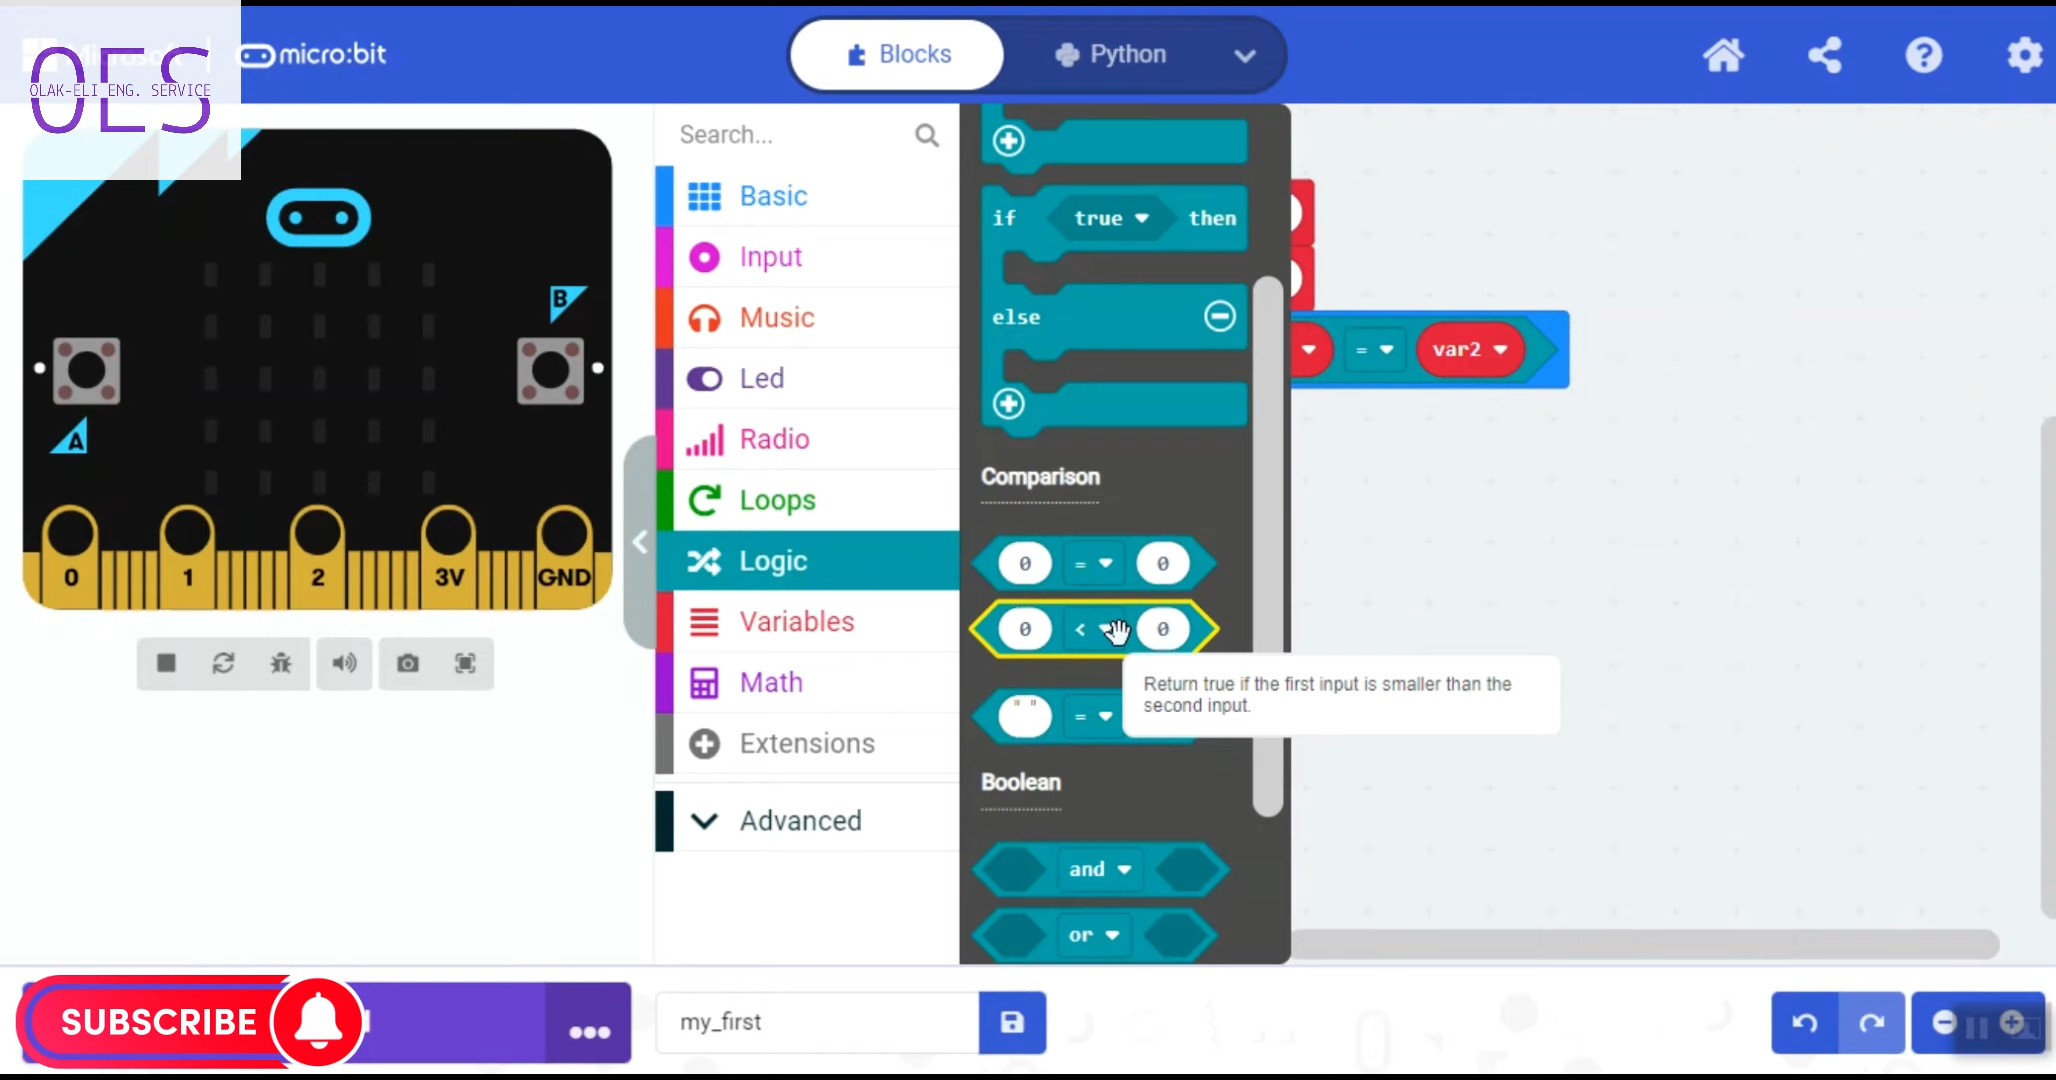 Microsoft
micro:bit
OES
OLAK-ELI ENG. SERVICE
Blocks
Python
Search...
Basic
Input
Music
Led
Radio
Loops
Logic
Variables
Math
Extensions
Advanced
if true then
else
Comparison
0 = 0
0 < 0
" " =
Return true if the first input is smaller than the
second input.
Boolean
and
or
= var2
B
A
0 1 2 3V GND
SUBSCRIBE
my_first